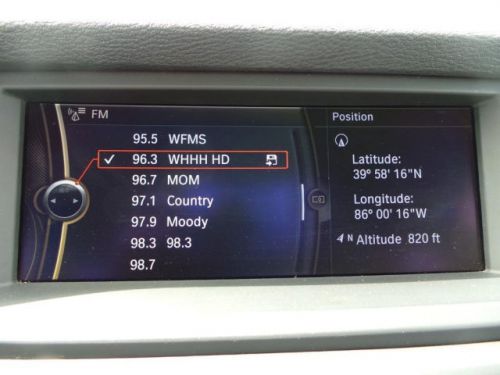 FM
95.5 WFMS
96.3 WHHH HD
96.7 MOM
97.1 Country
97.9 Moody
98.3 98.3
98.7
Position
Latitude:
39° 58' 16"N
Longitude:
86° 00' 16"W
N Altitude 820 ft